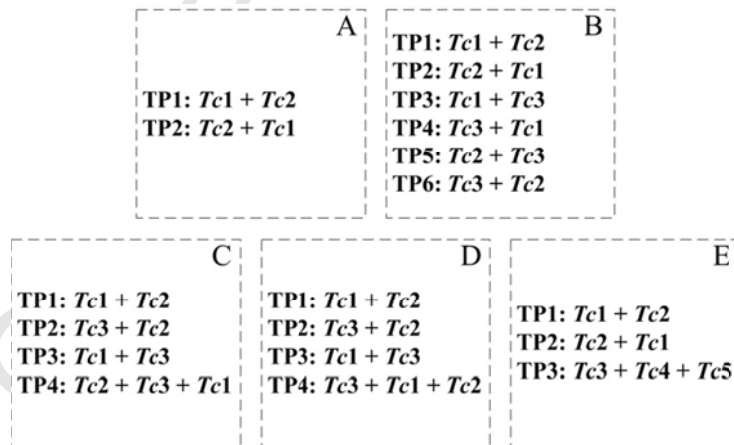 A
TP1: Tc1 + Tc2
TP2: Tc2 + Tc1
B
TP1: Tc1 + Tc2
TP2: Tc2 + Tc1
TP3: Tc1 + Tc3
TP4: Tc3 + Tc1
TP5: Tc2 + Tc3
TP6: Tc3 + Tc2
C
TP1: Tc1 + Tc2
TP2: Tc3 + Tc2
TP3: Tc1 + Tc3
TP4: Tc2 + Tc3 + Tc1
D
TP1: Tc1 + Tc2
TP2: Tc3 + Tc2
TP3: Tc1 + Tc3
TP4: Tc3 + Tc1 + Tc2
E
TP1: Tc1 + Tc2
TP2: Tc2 + Tc1
TP3: Tc3 + Tc4 + Tc5